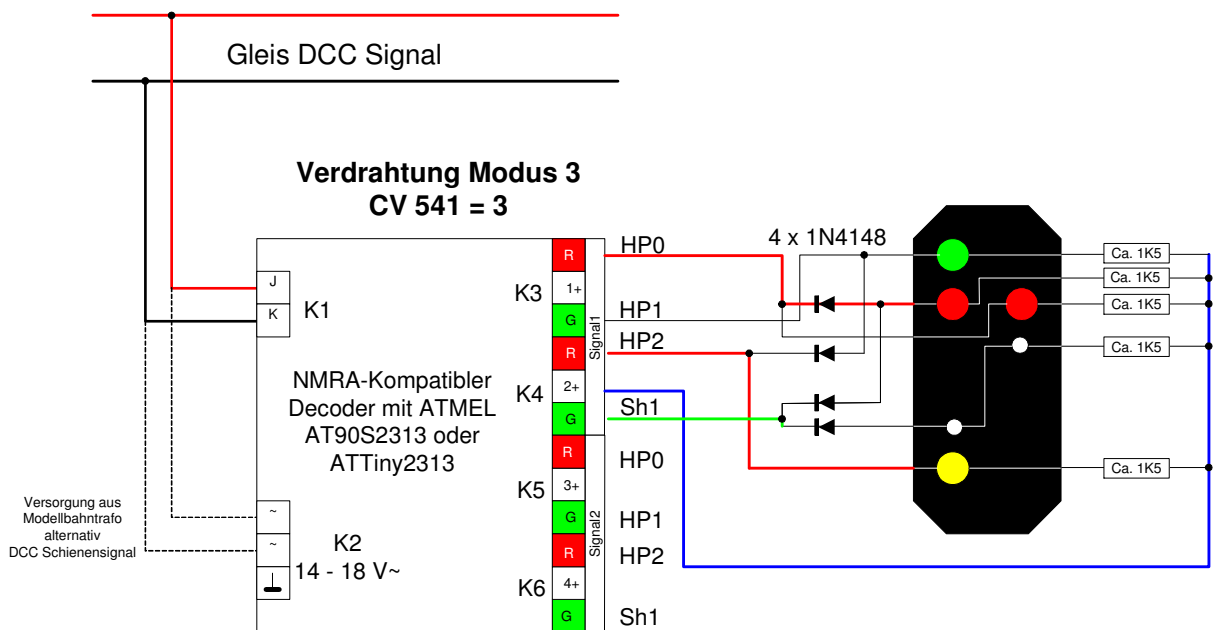 Gleis DCC Signal
Verdrahtung Modus 3
CV 541 = 3
J
K
K1
NMRA-Kompatibler
Decoder mit ATMEL
AT90S2313 oder
ATTiny2313
Versorgung aus
Modellbahntrafo
alternativ
DCC Schienensignal
~
~
K2
14 - 18 V~
K3
K4
K5
K6
R
1+
G
R
2+
G
R
3+
G
R
4+
G
Signal1
Signal2
HP0
HP1
HP2
Sh1
HP0
HP1
HP2
Sh1
4 x 1N4148
Ca. 1K5
Ca. 1K5
Ca. 1K5
Ca. 1K5
Ca. 1K5